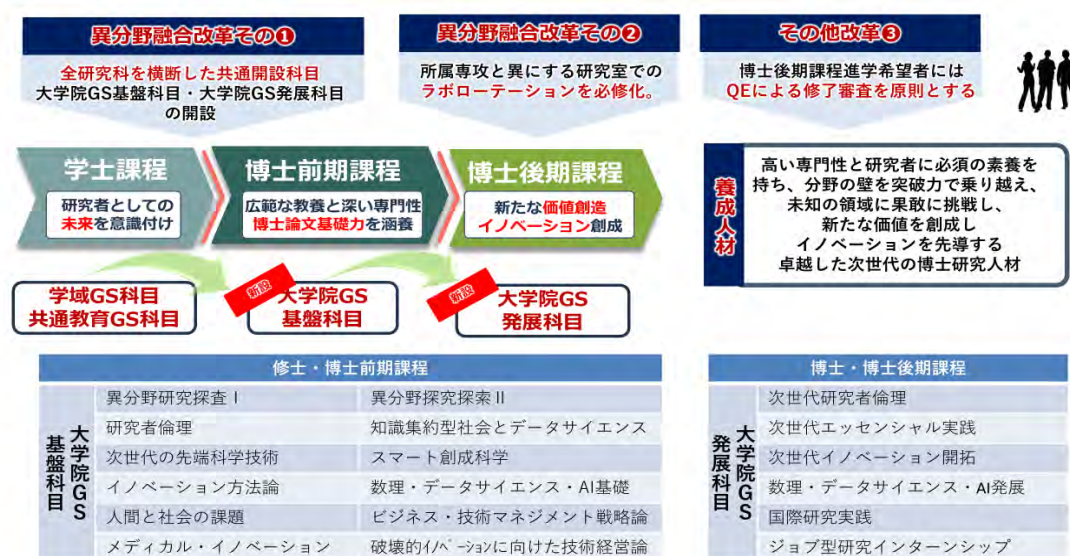 異分野融合改革その❶
全研究科を横断した共通開設科目
大学院GS基盤科目・大学院GS発展科目
の開設
異分野融合改革その❷
所属専攻と異にする研究室での
ラボローテーションを必修化。
その他改革❸
博士後期課程進学希望者には
QEによる修了審査を原則とする
学士課程
研究者としての
未来を意識付け
博士前期課程
広範な教養と深い専門性
博士論文基礎力を涵養
博士後期課程
新たな価値創造
イノベーション創成
養成人材
高い専門性と研究者に必須の素養を
持ち、分野の壁を突破力で乗り越え、
未知の領域に果敢に挑戦し、
新たな価値を創成し
イノベーションを先導する
卓越した次世代の博士研究人材
学域GS科目
共通教育GS科目
新設
大学院GS
基盤科目
新設
大学院GS
発展科目
修士・博士前期課程
大学院GS
基盤科目
異分野研究探査Ⅰ
異分野探究探索Ⅱ
研究者倫理
知識集約型社会とデータサイエンス
次世代の先端科学技術
スマート創成科学
イノベーション方法論
数理・データサイエンス・AI基礎
人間と社会の課題
ビジネス・技術マネジメント戦略論
メディカル・イノベーション
破壊的イノベーションに向けた技術経営論
博士・博士後期課程
大学院GS
発展科目
次世代研究者倫理
次世代エッセンシャル実践
次世代イノベーション開拓
数理・データサイエンス・AI発展
国際研究実践
ジョブ型研究インターンシップ